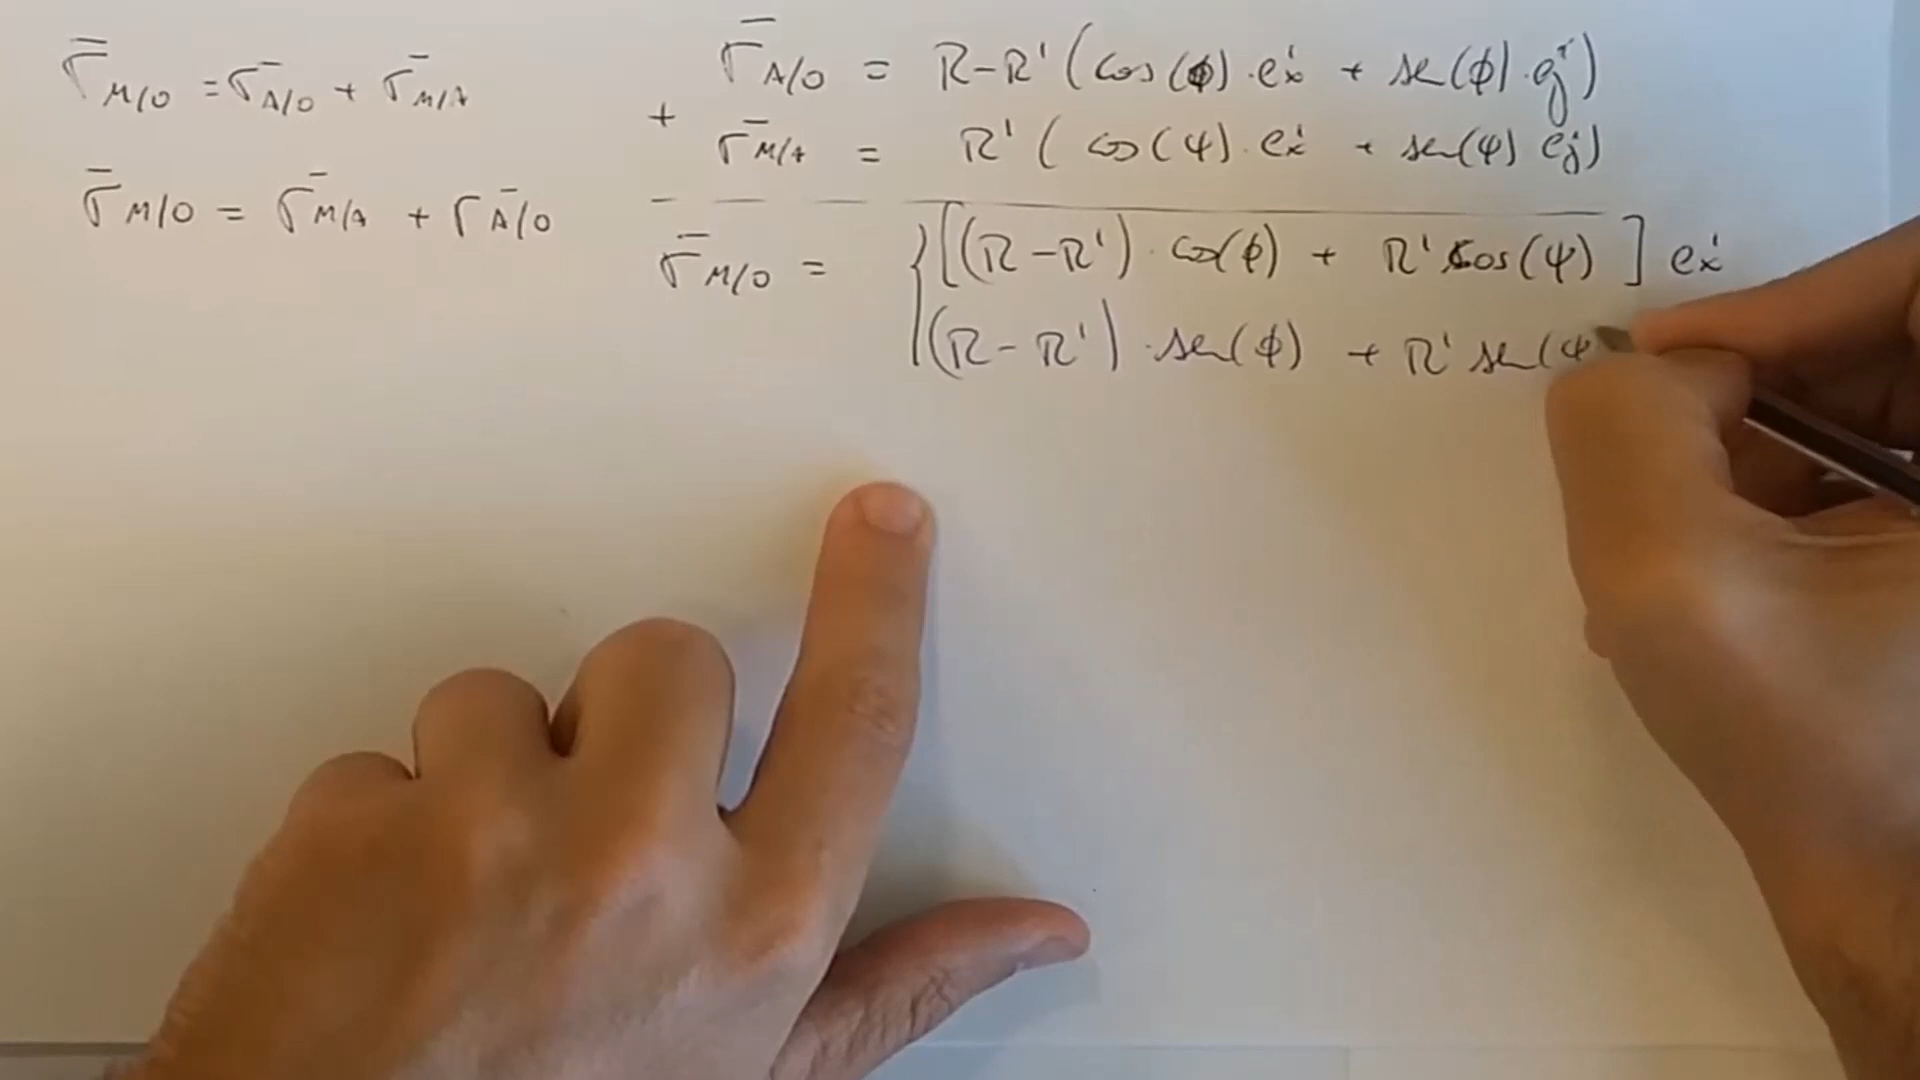 r̄ M/O = r̄ A/O + r̄ M/A
r̄ M/O = r̄ M/A + r̄ A/O
r̄ A/O = R-R' (cos(ϕ) · ex + sen(ϕ) · ej)
+ r̄ M/A = R' ( cos(ψ) · ex + sen(ψ) ej)
r̄ M/O = {[(R-R') · cos(ϕ) + R' cos(ψ) ] ex
(R-R') · sen(ϕ) + R' sen(ψ